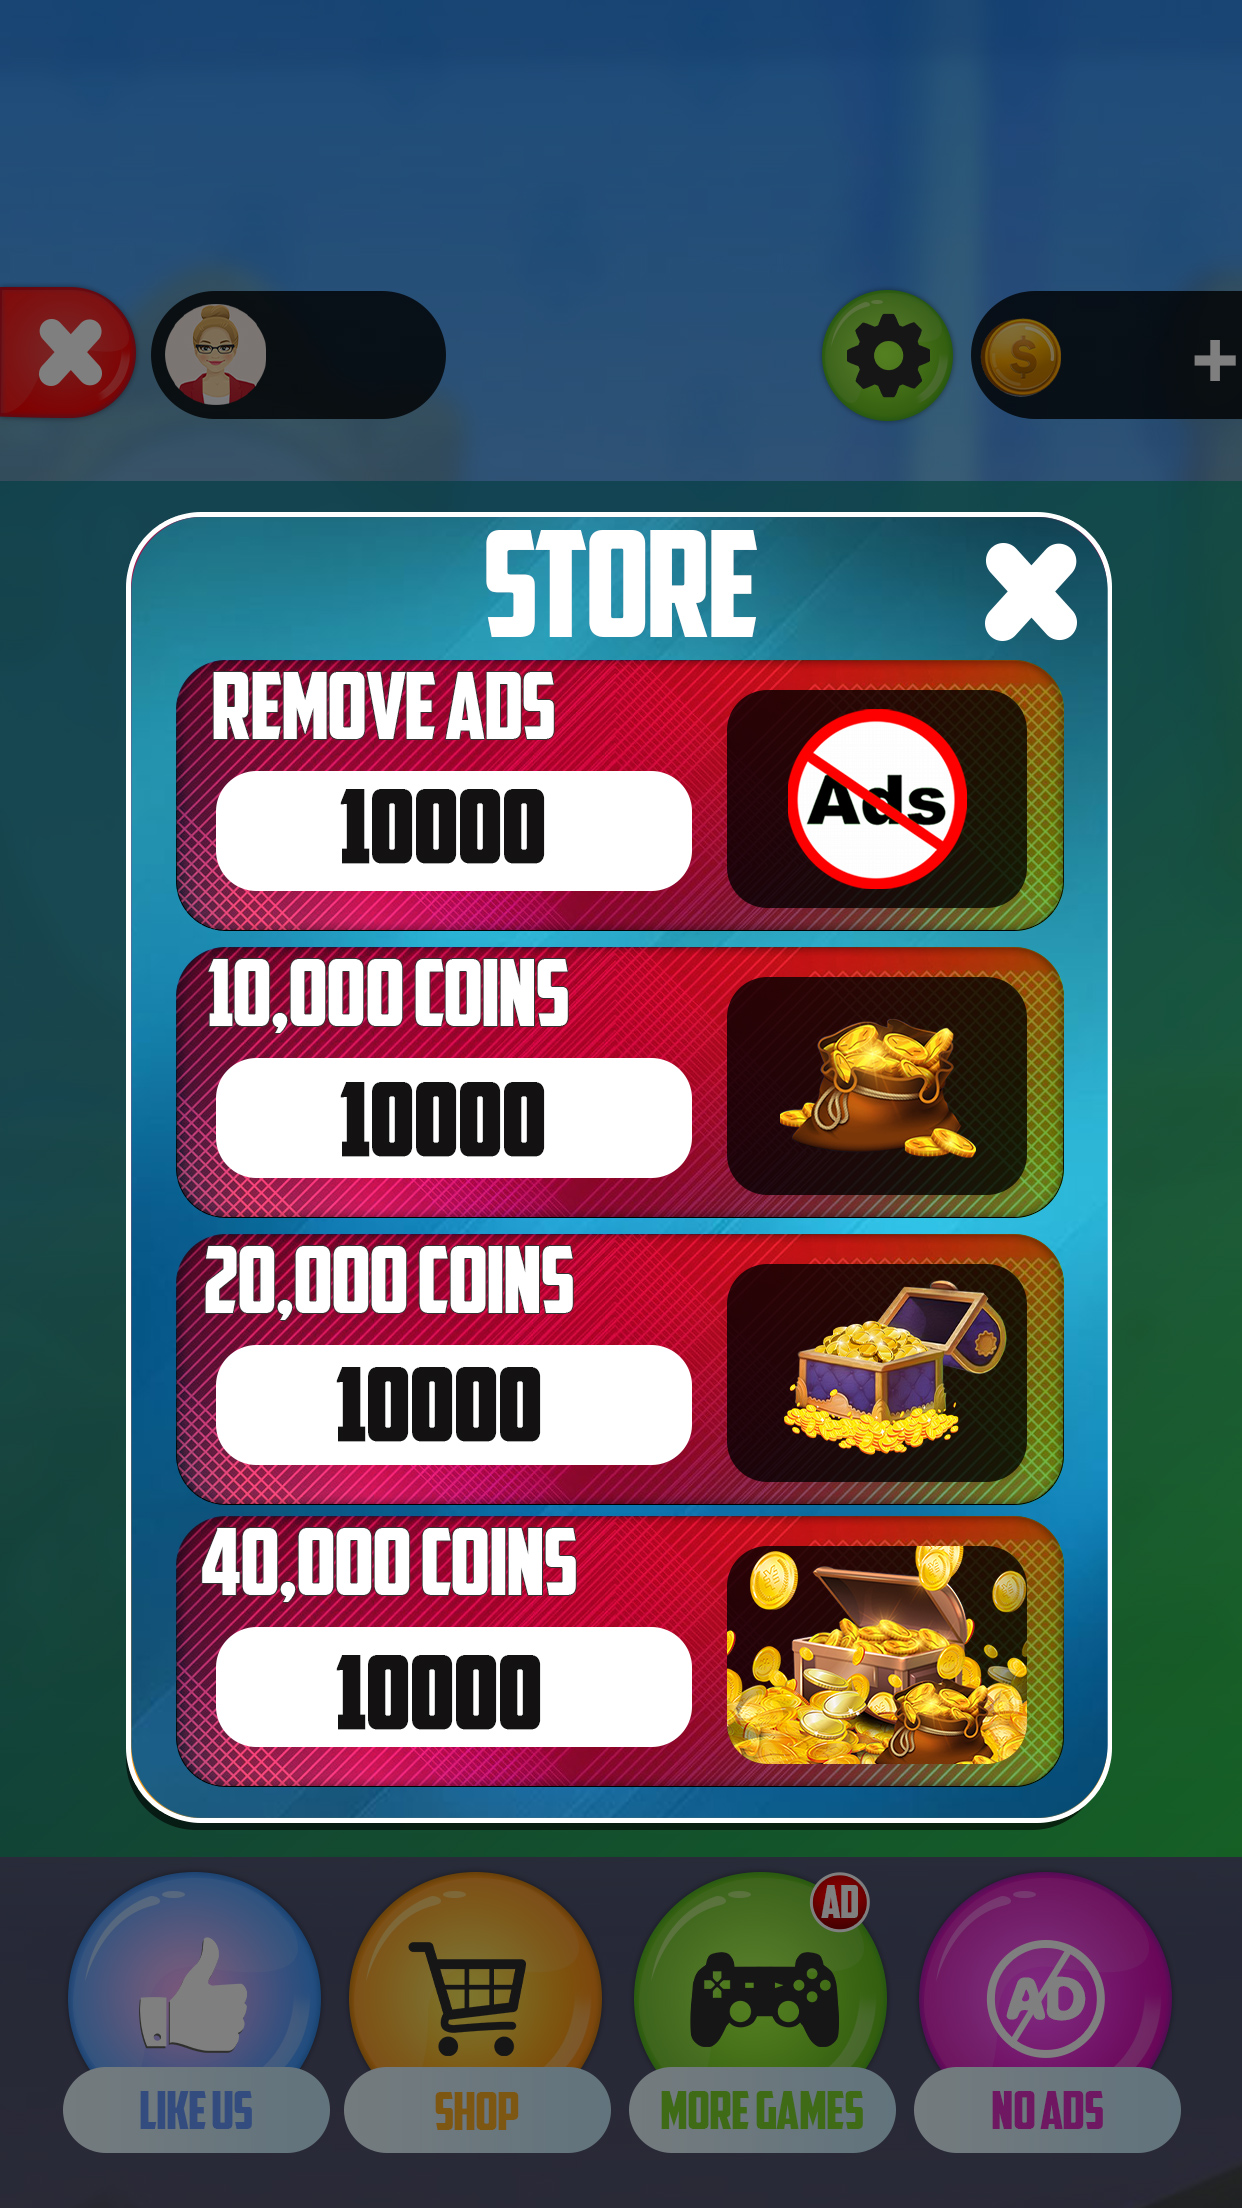 $
STORE
REMOVE ADS
10000
Ads
10,000 COINS
10000
20,000 COINS
10000
40,000 COINS
10000
AD
AD
LIKE US
SHOP
MORE GAMES
NO ADS